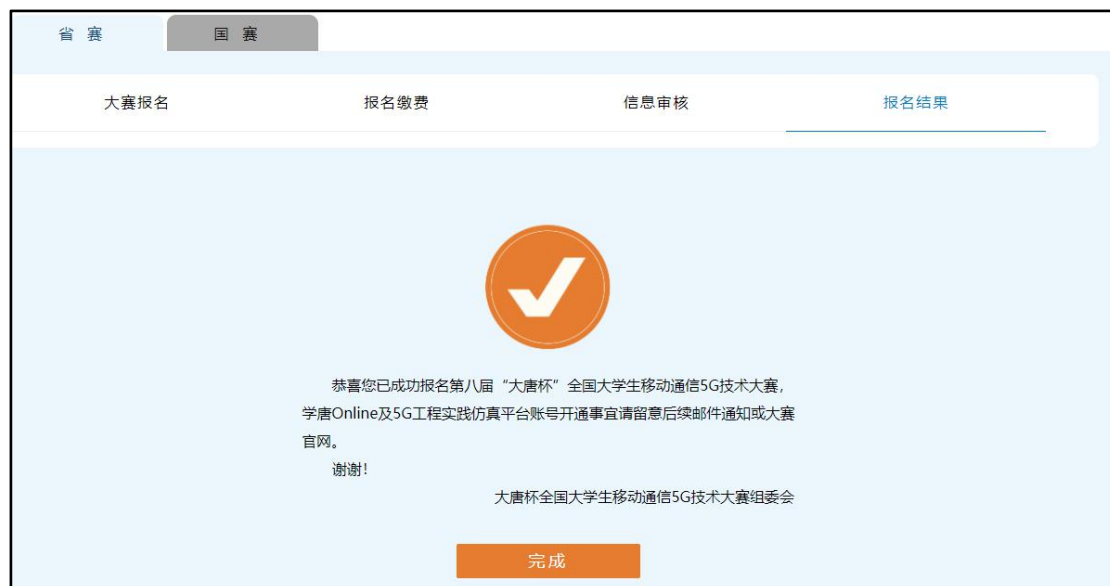 省 赛 国 赛
大赛报名 报名缴费 信息审核 报名结果
恭喜您已成功报名第八届“大唐杯”全国大学生移动通信5G技术大赛，
学唐Online及5G工程实践仿真平台账号开通事宜请留意后续邮件通知或大赛
官网。
谢谢！
大唐杯全国大学生移动通信5G技术大赛组委会
完成